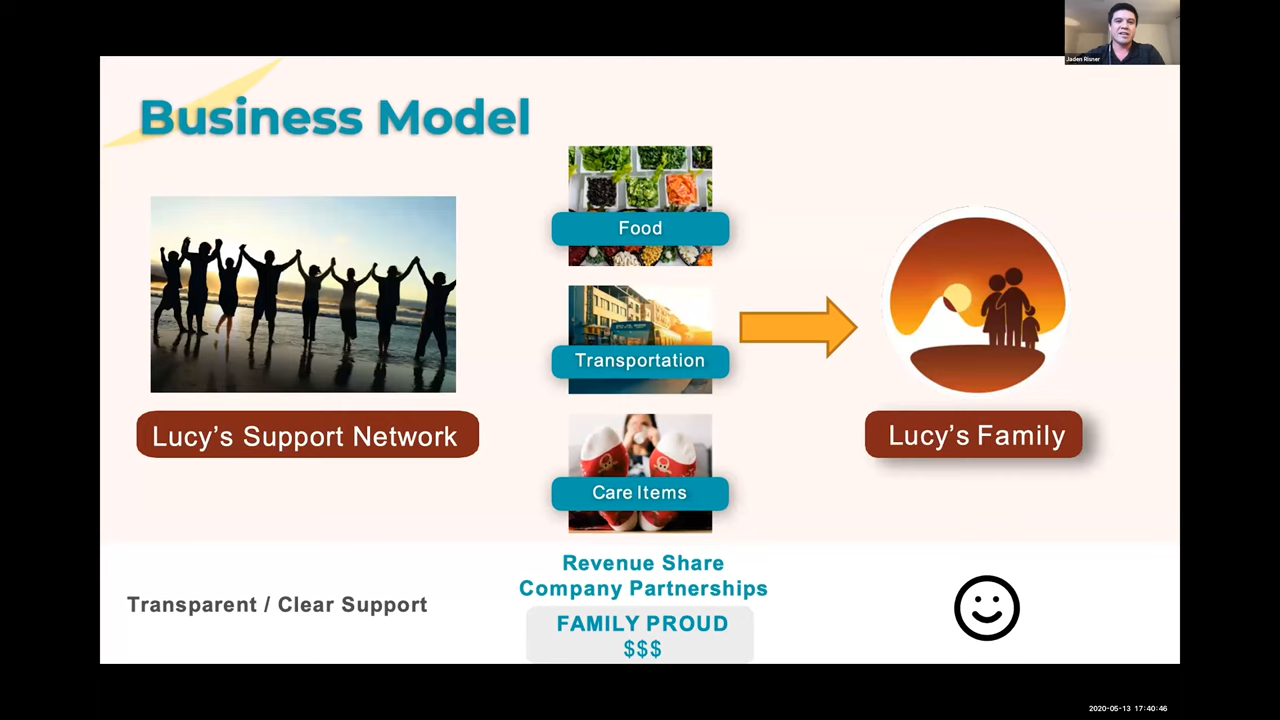 Jaden Risner
Business Model
Food
Transportation
Care Items
Lucy's Support Network
Lucy's Family
Revenue Share
Company Partnerships
Transparent / Clear Support
FAMILY PROUD
$$$
2020-05-13 17:40:46